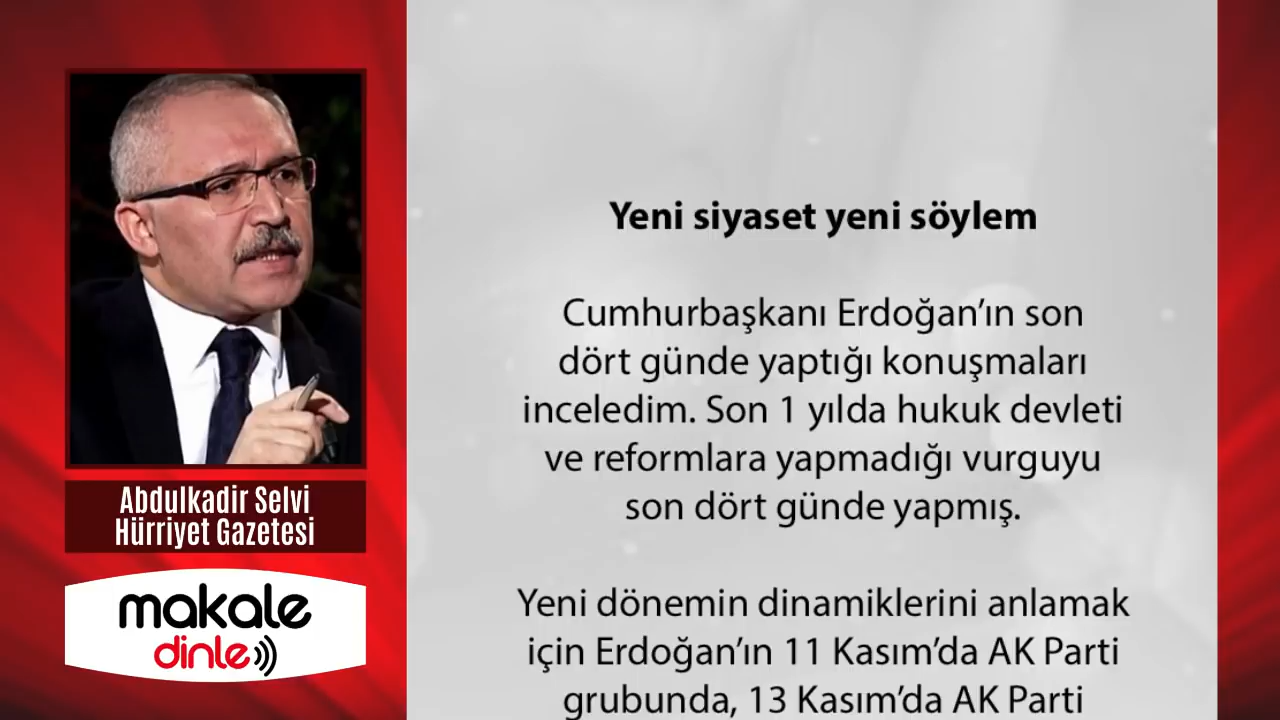 Yeni siyaset yeni söylem
Cumhurbaşkanı Erdoğan’ın son
dört günde yaptığı konuşmaları
inceledim. Son 1 yılda hukuk devleti
ve reformlara yapmadığı vurguyu
son dört günde yapmış.
Yeni dönemin dinamiklerini anlamak
için Erdoğan’ın 11 Kasım’da AK Parti
grubunda, 13 Kasım’da AK Parti
Abdulkadir Selvi
Hürriyet Gazetesi
makale
dinle